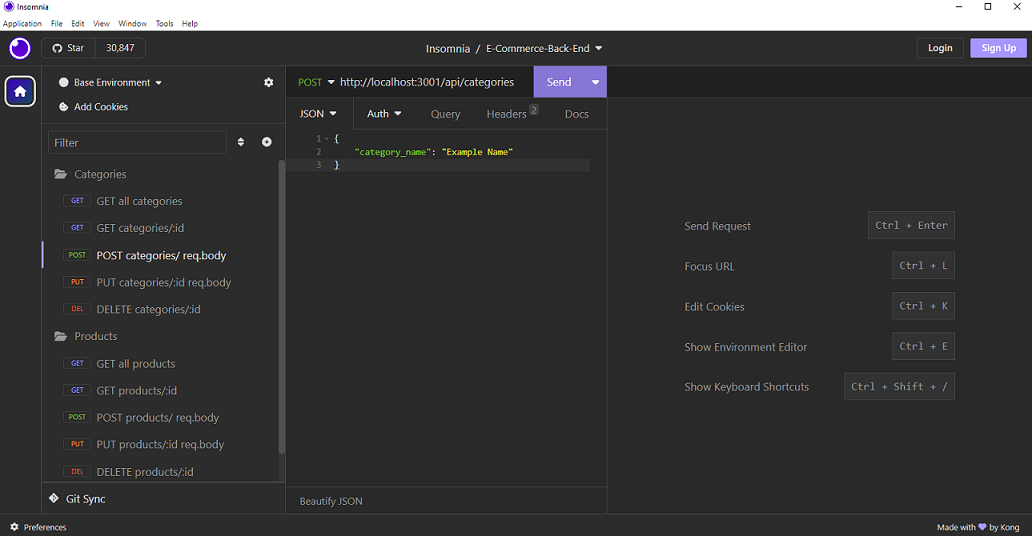 Insomnia
Application File Edit View Window Tools Help
Star 30,847
Insomnia / E-Commerce-Back-End
Login Sign Up
Base Environment
Add Cookies
Filter
Categories
GET GET all categories
GET GET categories/:id
POST POST categories/ req.body
PUT PUT categories/:id req.body
DEL DELETE categories/:id
Products
GET GET all products
GET GET products/:id
POST POST products/ req.body
PUT PUT products/:id req.body
DEL DELETE products/:id
Git Sync
POST http://localhost:3001/api/categories Send
JSON Auth Query Headers 2 Docs
1 {
2 "category_name": "Example Name"
3 }
Beautify JSON
Send Request Ctrl + Enter
Focus URL Ctrl + L
Edit Cookies Ctrl + K
Show Environment Editor Ctrl + E
Show Keyboard Shortcuts Ctrl + Shift + /
Preferences
Made with by Kong